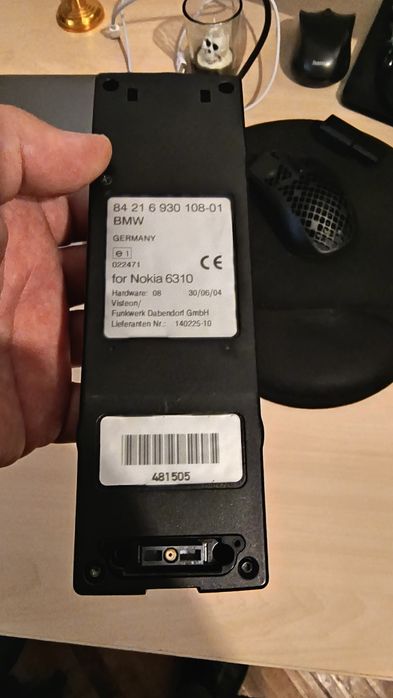 84 21 6 930 108-01
BMW
GERMANY
e1
022471
CE
for Nokia 6310
Hardware: 08 30/06/04
Visteon/
Funkwerk Dabendorf GmbH
Lieferanten Nr.: 140225-10
481505